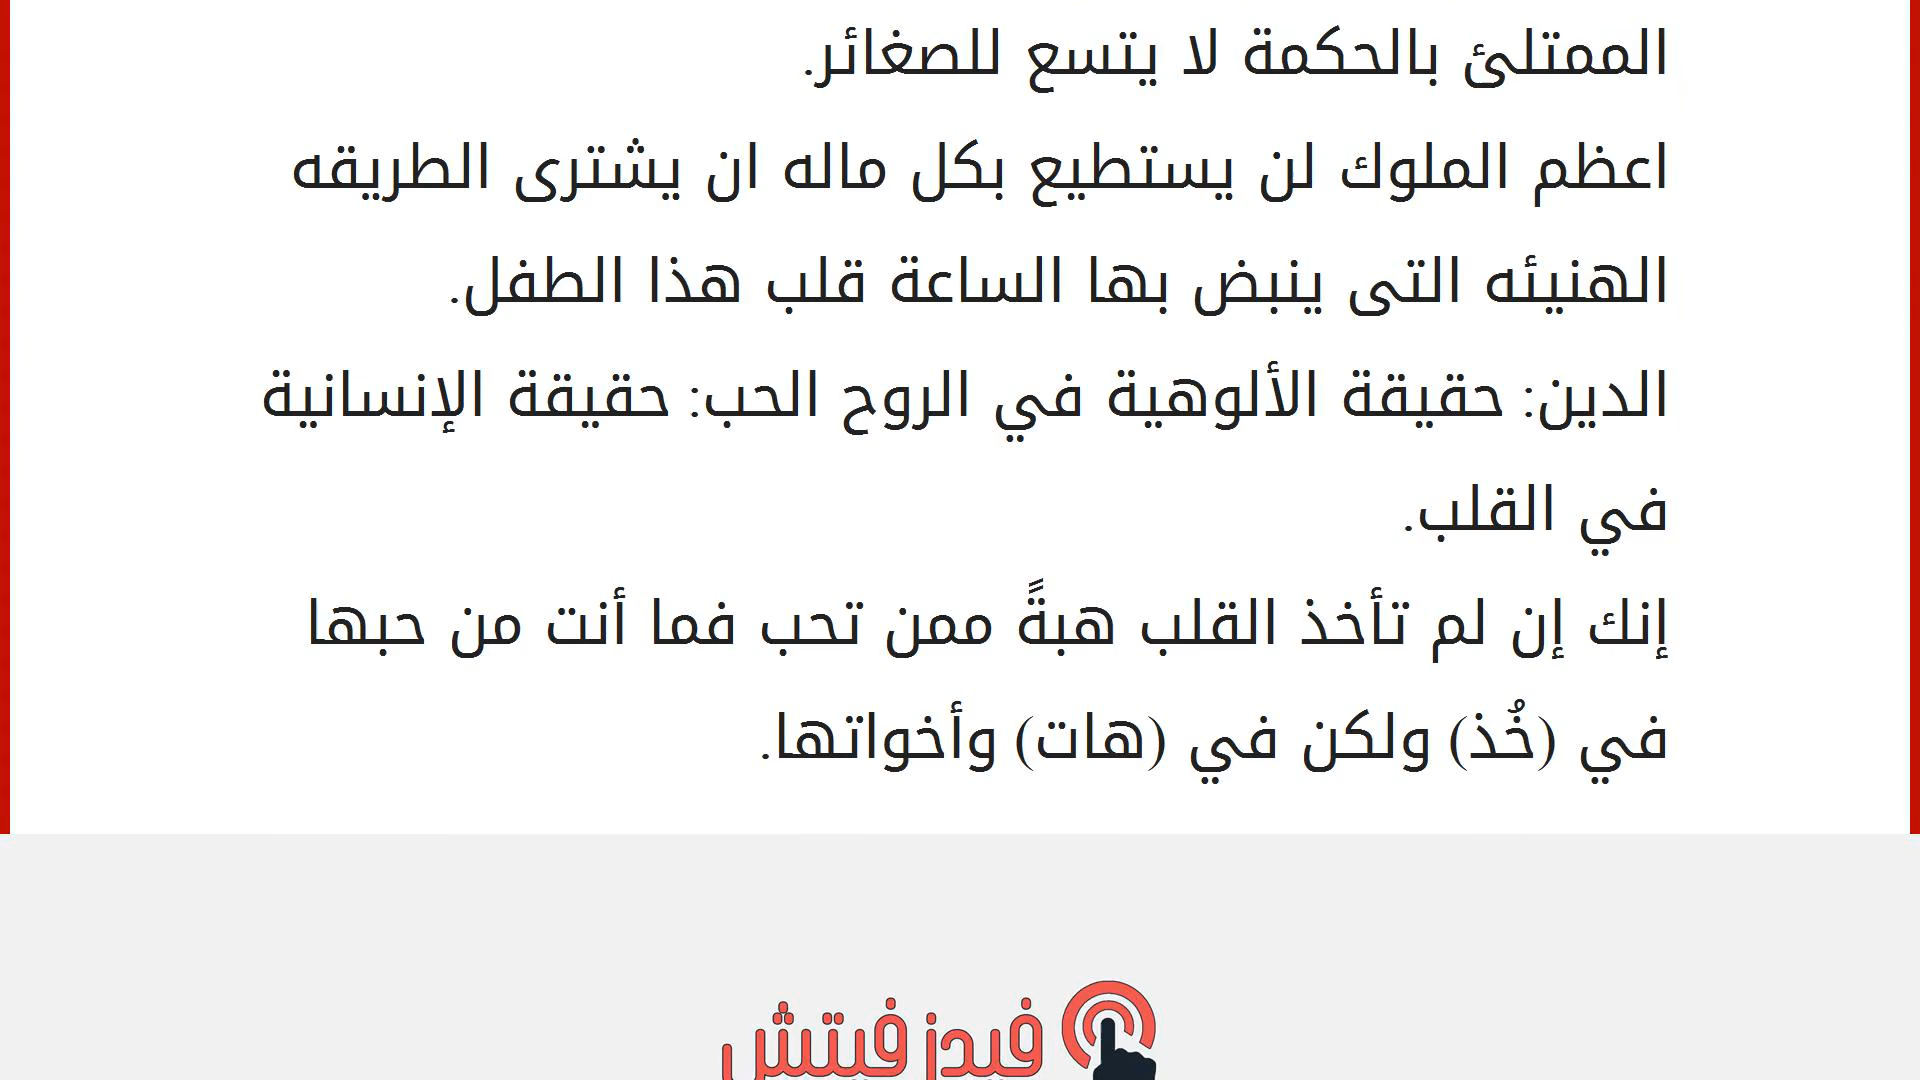 الممتلئ بالحكمة لا يتسع للصغائر.
اعظم الملوك لن يستطيع بكل ماله ان يشترى الطريقه
الهنيئه التى ينبض بها الساعة قلب هذا الطفل.
الدين: حقيقة الألوهية في الروح الحب: حقيقة الإنسانية
في القلب.
إنك إن لم تأخذ القلب هبةً ممن تحب فما أنت من حبها
في (خُذ) ولكن في (هات) وأخواتها.
فيدز فيتش